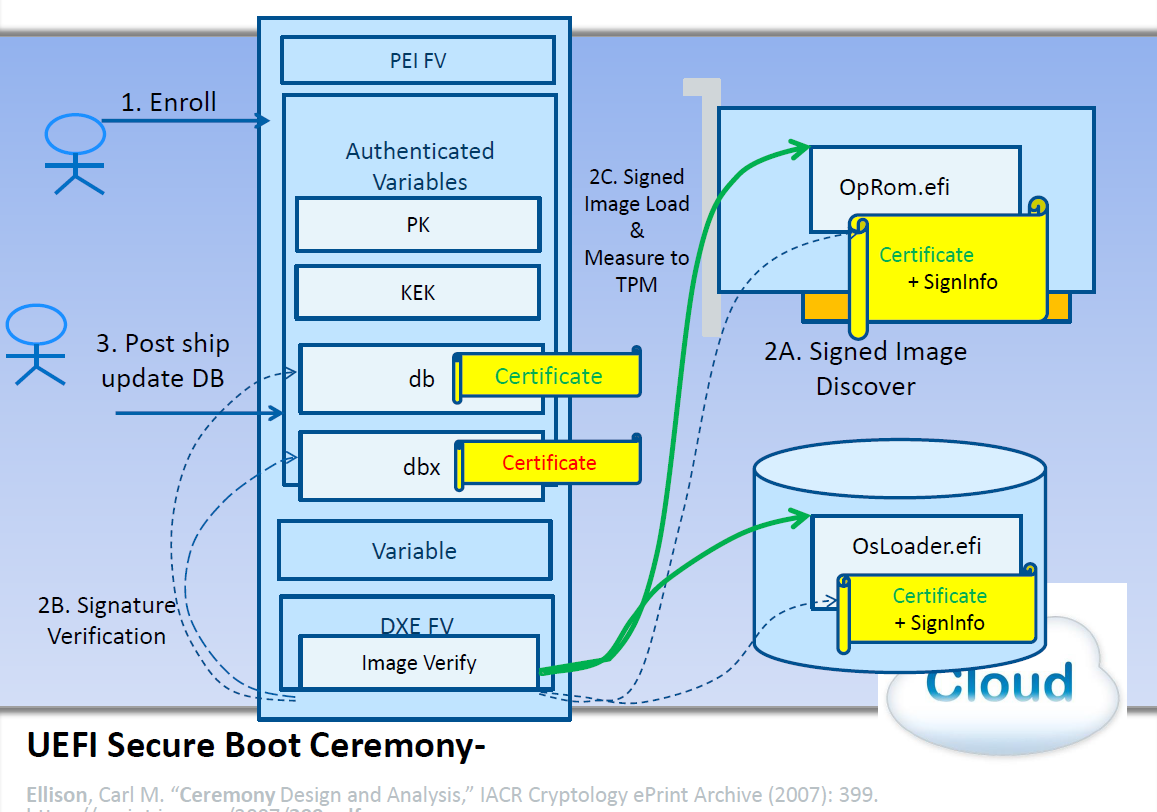 PEI FV
1. Enroll
Authenticated
Variables
PK
KEK
3. Post ship
update DB
db
Certificate
dbx
Certificate
Variable
2B. Signature
Verification
DXE FV
Image Verify
2C. Signed
Image Load
&
Measure to
TPM
OpRom.efi
Certificate
+ SignInfo
2A. Signed Image
Discover
OsLoader.efi
Certificate
+ SignInfo
Cloud
UEFI Secure Boot Ceremony-
Ellison, Carl M. “Ceremony Design and Analysis,” IACR Cryptology ePrint Archive (2007): 399.